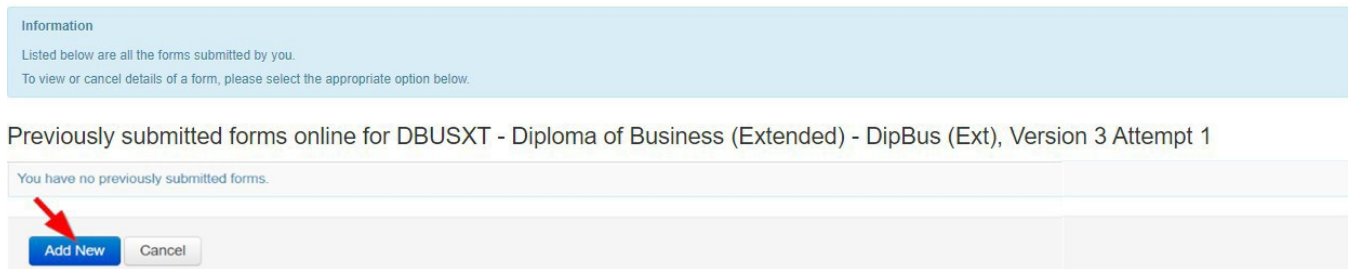 Information
Listed below are all the forms submitted by you.
To view or cancel details of a form, please select the appropriate option below.
Previously submitted forms online for DBUSXT - Diploma of Business (Extended) - DipBus (Ext), Version 3 Attempt 1
You have no previously submitted forms.
Add New Cancel